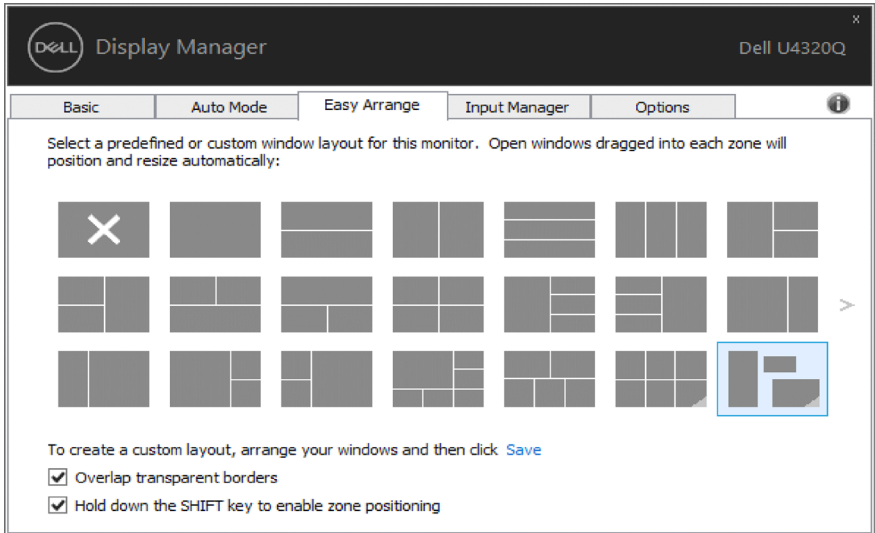 DELL Display Manager
x
Dell U4320Q
Basic
Auto Mode
Easy Arrange
Input Manager
Options
i
Select a predefined or custom window layout for this monitor. Open windows dragged into each zone will
position and resize automatically:
>
To create a custom layout, arrange your windows and then click Save
Overlap transparent borders
Hold down the SHIFT key to enable zone positioning